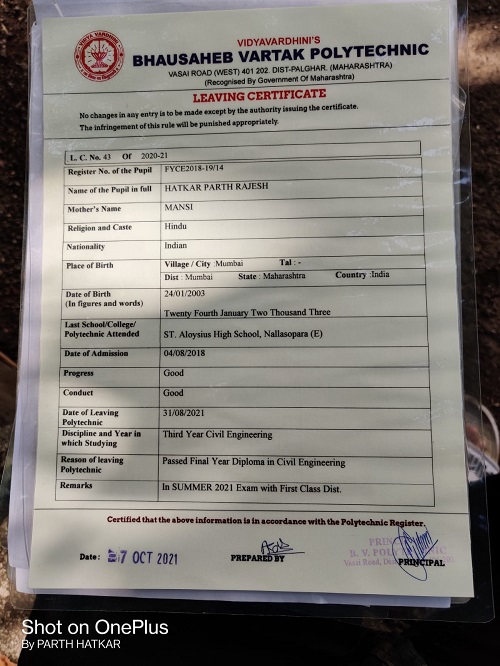 VIDYAVARDHINI'S
BHAUSAHEB VARTAK POLYTECHNIC
VASAI ROAD (WEST) 401 202. DIST-PALGHAR. (MAHARASHTRA)
(Recognised By Government Of Maharashtra)
LEAVING CERTIFICATE
No changes in any entry is to be made except by the authority issuing the certificate.
The infringement of this rule will be punished appropriately.
L. C. No. 43 Of 2020-21
Register No. of the Pupil FYCE2018-19/14
Name of the Pupil in full HATKAR PARTH RAJESH
Mother's Name MANSI
Religion and Caste Hindu
Nationality Indian
Place of Birth Village / City :Mumbai Tal : -
Dist : Mumbai State : Maharashtra Country :India
Date of Birth 24/01/2003
(In figures and words)
Twenty Fourth January Two Thousand Three
Last School/College/
Polytechnic Attended ST. Aloysius High School, Nallasopara (E)
Date of Admission 04/08/2018
Progress Good
Conduct Good
Date of Leaving 31/08/2021
Polytechnic
Discipline and Year in Third Year Civil Engineering
which Studying
Reason of leaving Passed Final Year Diploma in Civil Engineering
Polytechnic
Remarks In SUMMER 2021 Exam with First Class Dist.
Certified that the above information is in accordance with the Polytechnic Register.
Date: 7 OCT 2021 PREPARED BY PRINCIPAL
B. V.
Vasai Road,
Shot on OnePlus
By PARTH HATKAR